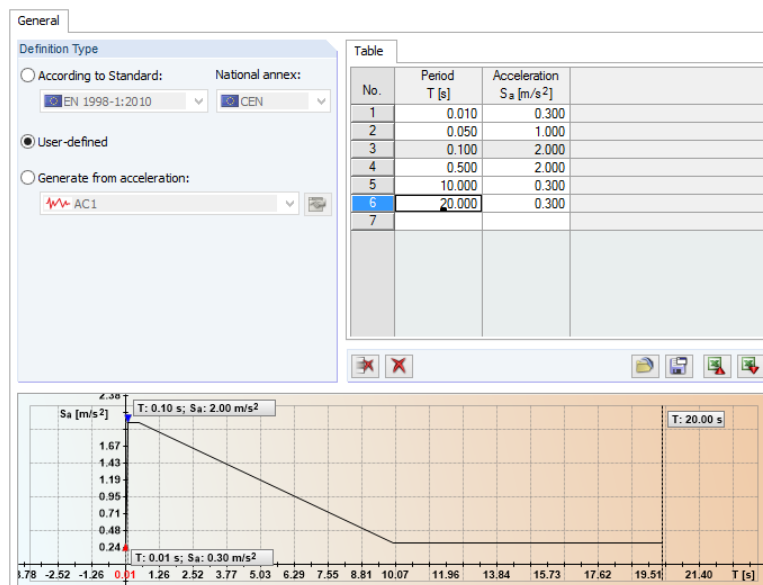 General
Definition Type
According to Standard:
National annex:
EN 1998-1:2010
CEN
User-defined
Generate from acceleration:
AC1
Table
No.
Period
T [s]
Acceleration
Sa [m/s²]
1 0.010 0.300
2 0.050 1.000
3 0.100 2.000
4 0.500 2.000
5 10.000 0.300
6 20.000 0.300
7
2.38
Sa [m/s²]
T: 0.10 s; Sa: 2.00 m/s²
T: 20.00 s
1.67
1.43
1.19
0.95
0.71
0.48
0.24
T: 0.01 s; Sa: 0.30 m/s²
-2.52 -1.26 0.01 1.26 2.52 3.77 5.03 6.29 7.55 8.81 10.07 11.96 13.84 15.73 17.62 19.51 21.40 T [s]